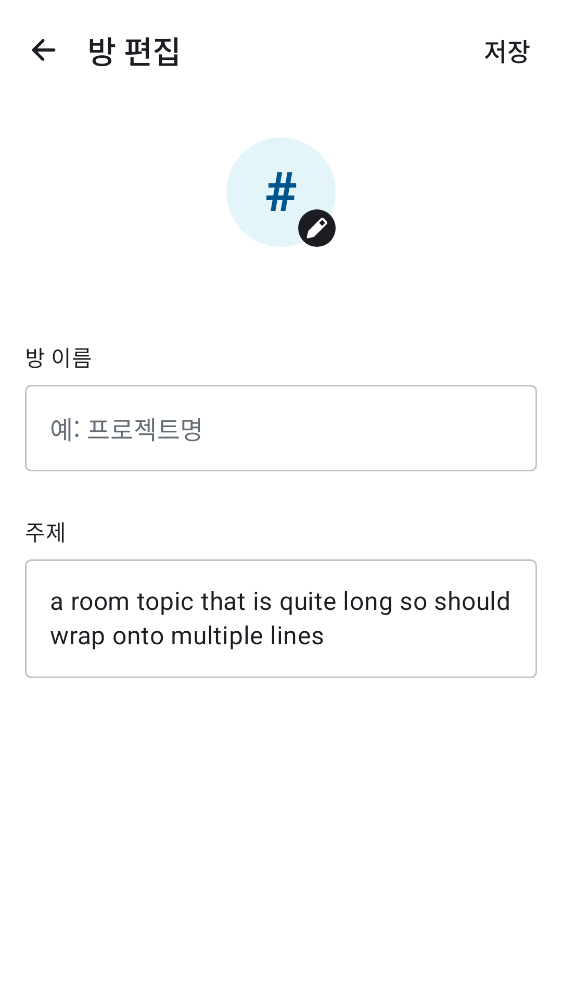 방 편집
저장
#
방 이름
예: 프로젝트명
주제
a room topic that is quite long so should
wrap onto multiple lines